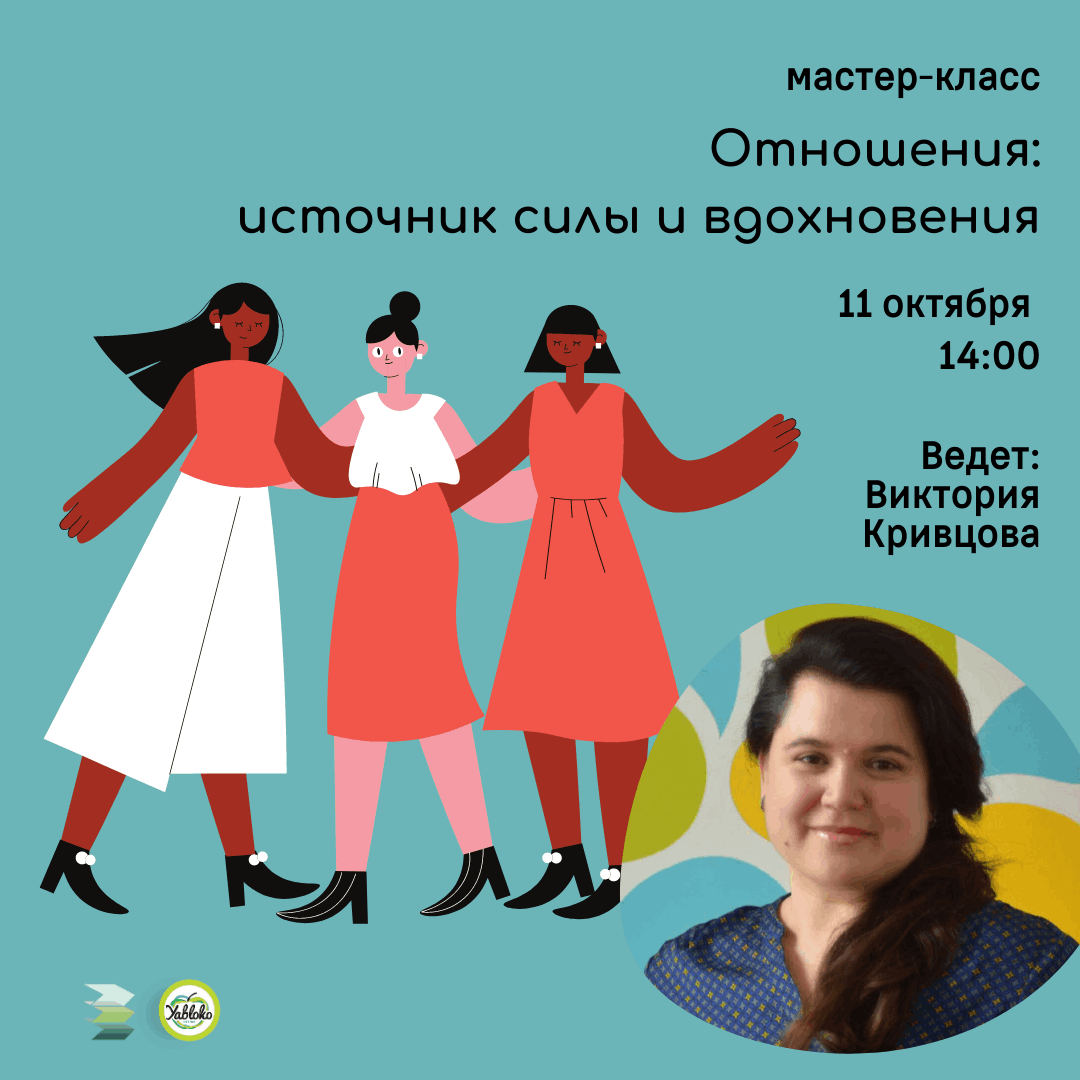 мастер-класс
Отношения:
источник силы и вдохновения
11 октября
14:00
Ведет:
Виктория
Кривцова
Yabloko